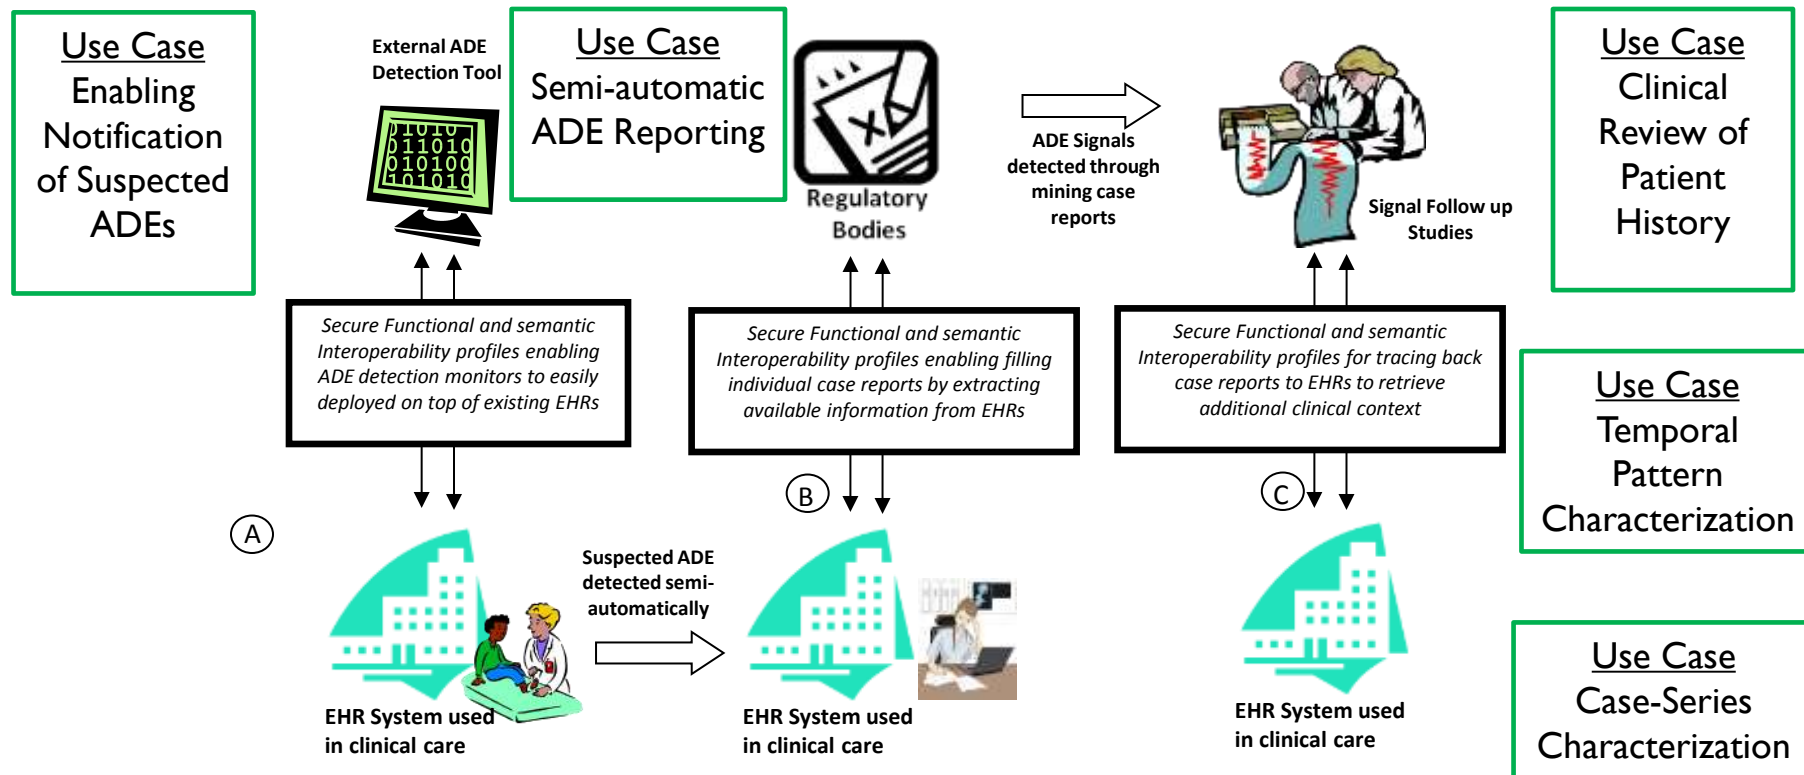 Use Case
Enabling
Notification
of Suspected
ADEs
External ADE
Detection Tool
01010
011010
010100
101010
Use Case
Semi-automatic
ADE Reporting
X
Regulatory
Bodies
ADE Signals
detected through
mining case
reports
Signal Follow up
Studies
Use Case
Clinical
Review of
Patient
History
Secure Functional and semantic
Interoperability profiles enabling
ADE detection monitors to easily
deployed on top of existing EHRs
Secure Functional and semantic
Interoperability profiles enabling filling
individual case reports by extracting
available information from EHRs
Secure Functional and semantic
Interoperability profiles for tracing back
case reports to EHRs to retrieve
additional clinical context
Use Case
Temporal
Pattern
Characterization
A
B
C
Suspected ADE
detected semi-
automatically
EHR System used
in clinical care
EHR System used
in clinical care
EHR System used
in clinical care
Use Case
Case-Series
Characterization